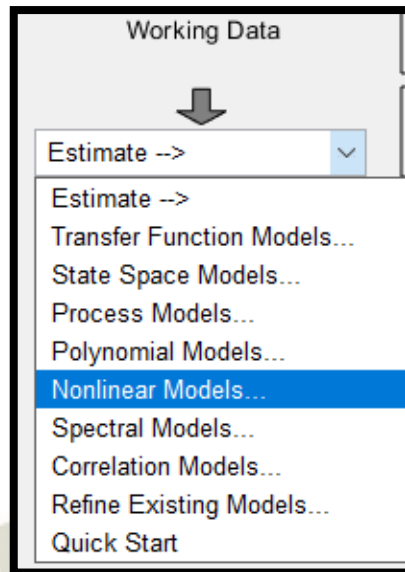 Working Data
Estimate -->
Estimate -->
Transfer Function Models...
State Space Models...
Process Models...
Polynomial Models...
Nonlinear Models...
Spectral Models...
Correlation Models...
Refine Existing Models...
Quick Start